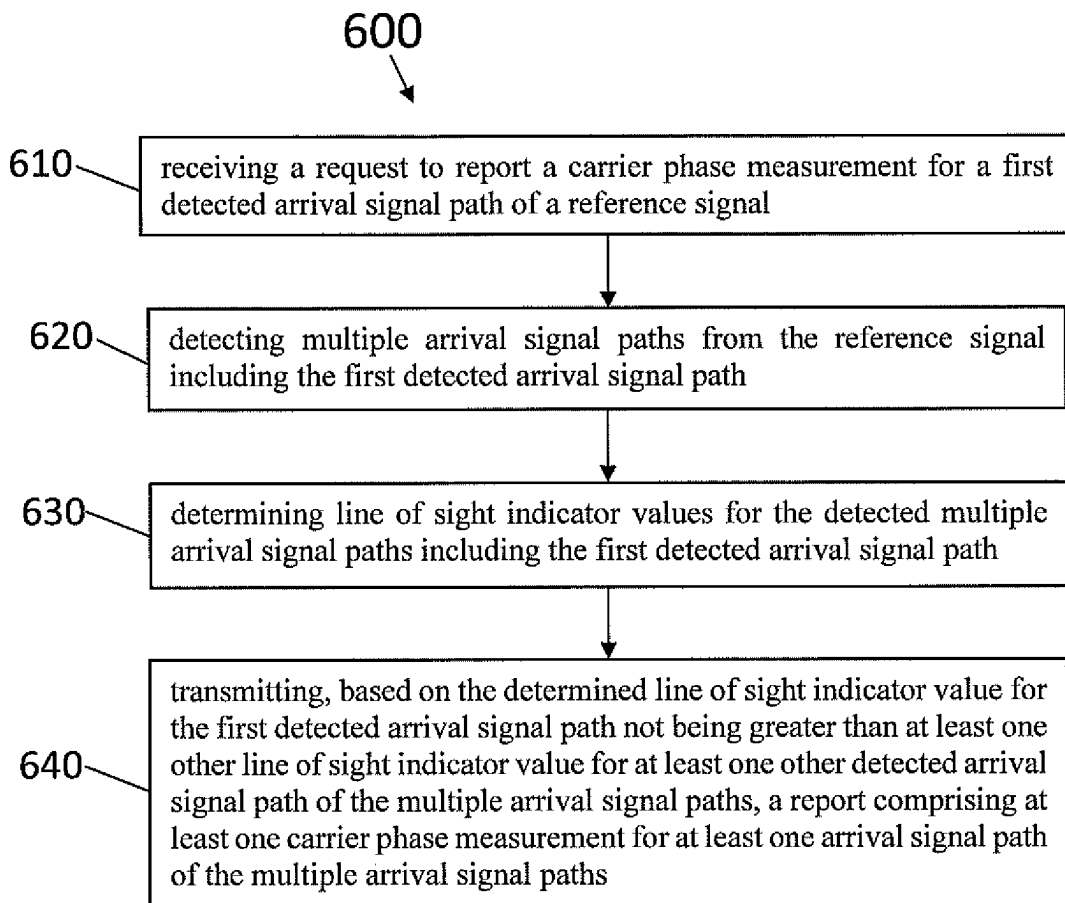 600
610
receiving a request to report a carrier phase measurement for a first
detected arrival signal path of a reference signal
620
detecting multiple arrival signal paths from the reference signal
including the first detected arrival signal path
630
determining line of sight indicator values for the detected multiple
arrival signal paths including the first detected arrival signal path
640
transmitting, based on the determined line of sight indicator value for
the first detected arrival signal path not being greater than at least one
other line of sight indicator value for at least one other detected arrival
signal path of the multiple arrival signal paths, a report comprising at
least one carrier phase measurement for at least one arrival signal path
of the multiple arrival signal paths